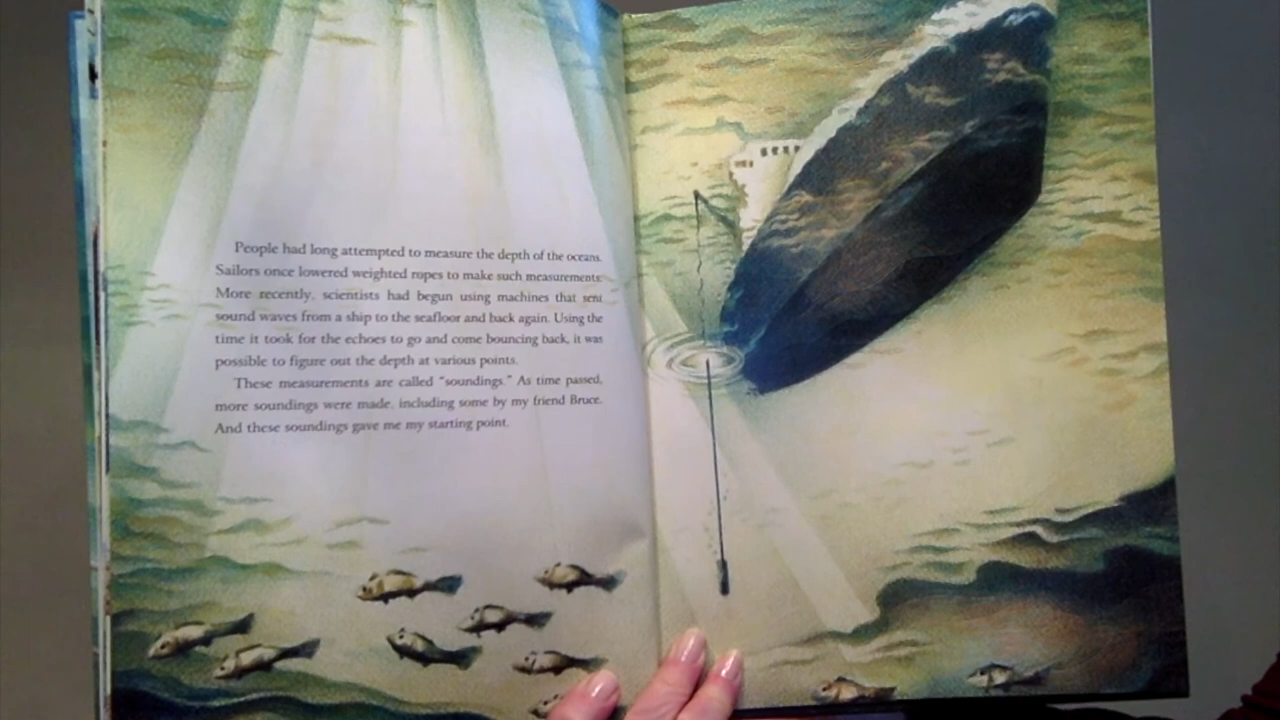 People had long attempted to measure the depth of the oceans.
Sailors once lowered weighted ropes to make such measurements.
More recently, scientists had begun using machines that sent
sound waves from a ship to the seafloor and back again. Using the
time it took for the echoes to go and come bouncing back, it was
possible to figure out the depth at various points.
These measurements are called “soundings.” As time passed,
more soundings were made, including some by my friend Bruce.
And these soundings gave me my starting point.